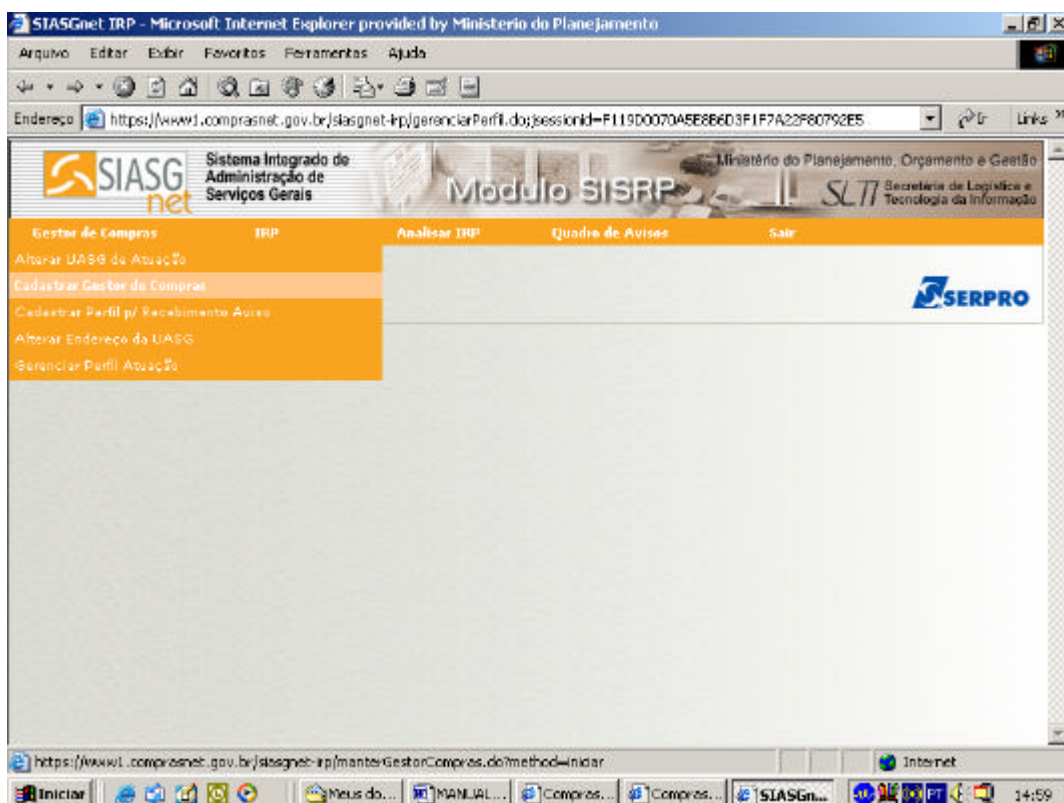 SIASGnet IRP - Microsoft Internet Explorer provided by Ministerio do Planejamento
Arquivo Editar Exibir Favoritos Ferramentas Ajuda
Endereço https://www1.comprasnet.gov.br/siasgnet-irp/gerenciarPerfil.do;jsessionid=F119D0070A5E8B6D3F1F7A22F80792E5 Ir Links »
SIASG net
Sistema Integrado de
Administração de
Serviços Gerais
Módulo SISRP
Ministério do Planejamento, Orçamento e Gestão
SLTI Secretaria de Logística e
Tecnologia da Informação
Gestor de Compras IRP Analisar IRP Quadro de Avisos Sair
Alterar UASG de Atuação
Cadastrar Gestor de Compras
Cadastrar Perfil p/ Recebimento Aviso
Alterar Endereço da UASG
Gerenciar Perfil Atuação
SERPRO
https://www1.comprasnet.gov.br/siasgnet-irp/manterGestorCompras.do?method=iniciar Internet
Iniciar Meus do... MANUAL... Compras... Compras... SIASGn... PT 14:59